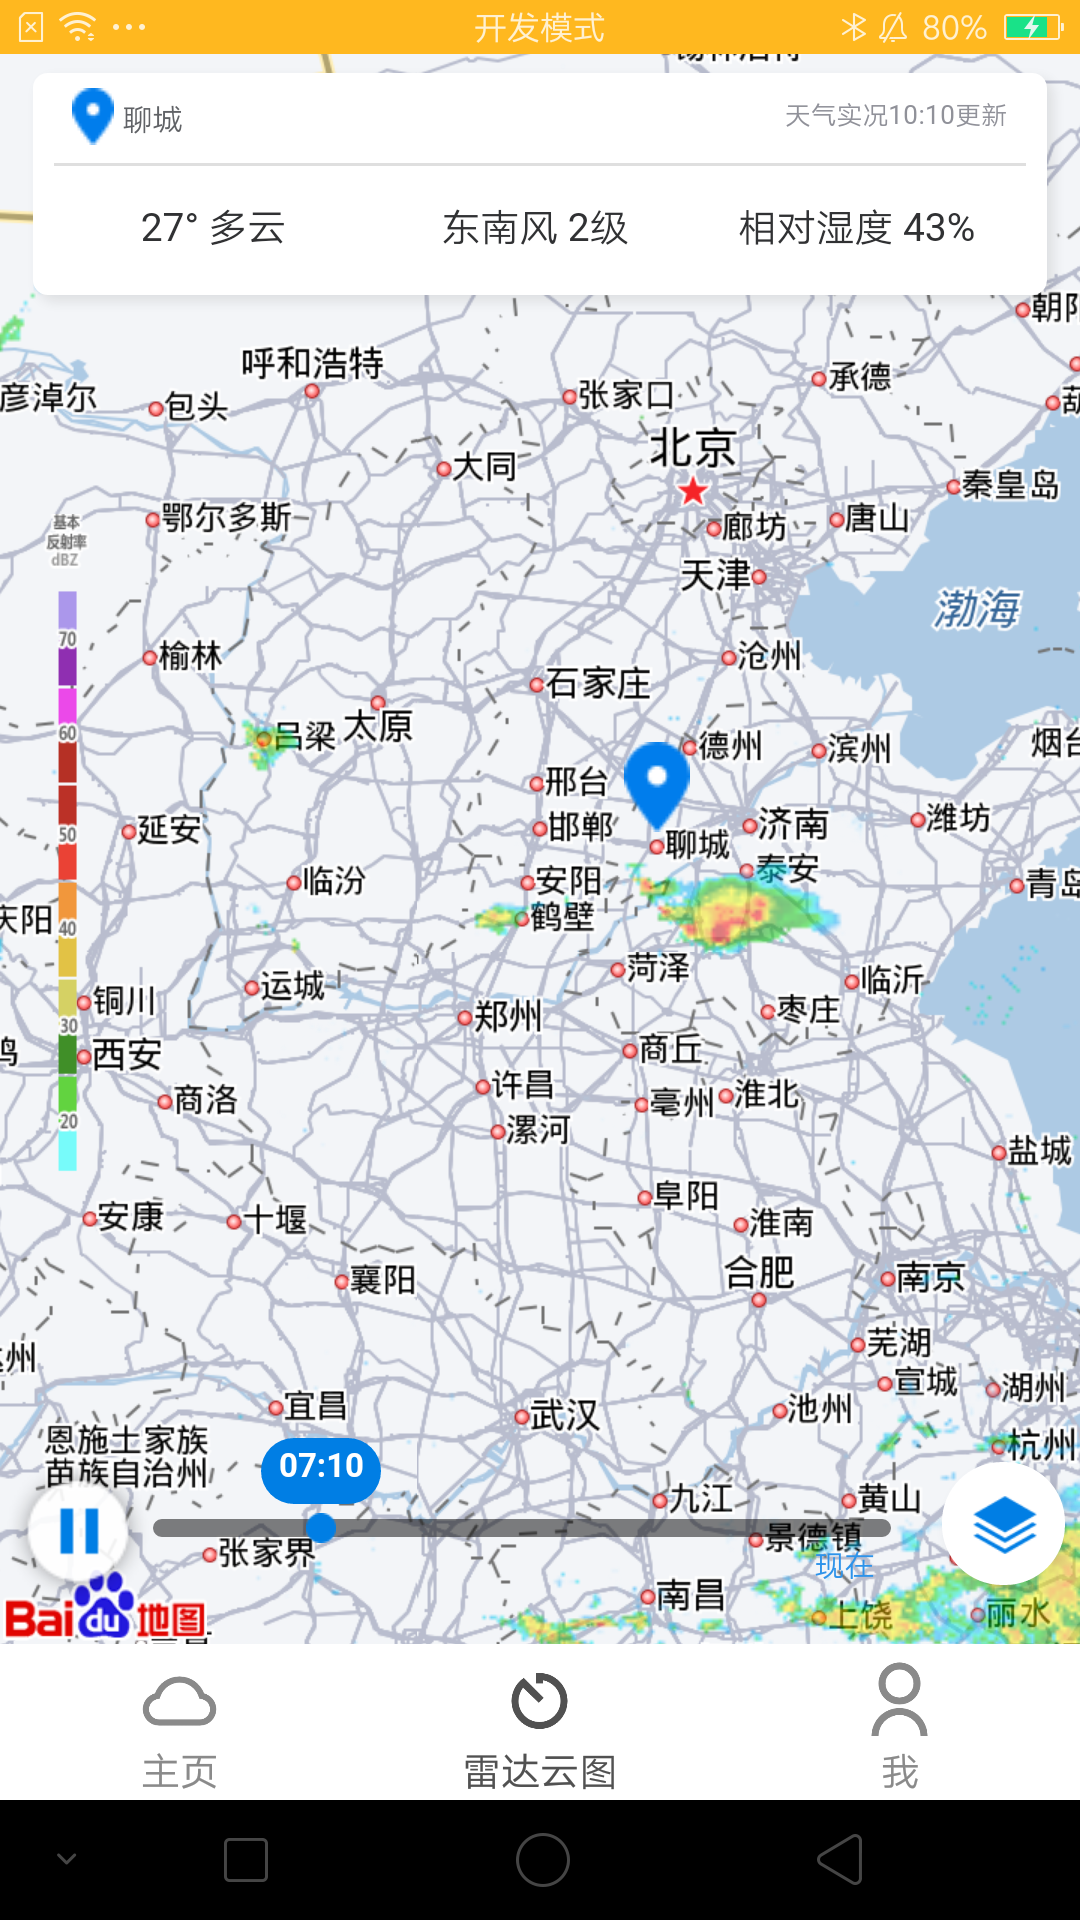 开发模式
80%
聊城
天气实况10:10更新
27° 多云
东南风 2级
相对湿度 43%
呼和浩特
彦淖尔
包头
张家口
承德
北京
大同
秦皇岛
鄂尔多斯
廊坊
唐山
天津
渤海
基本
反射率
dBZ
70
60
50
40
30
20
榆林
沧州
石家庄
吕梁
太原
德州
滨州
烟台
邢台
延安
邯郸
聊城
济南
潍坊
临汾
安阳
泰安
青岛
庆阳
鹤壁
菏泽
临沂
运城
铜川
郑州
枣庄
西安
商丘
商洛
许昌
亳州
淮北
漯河
盐城
安康
十堰
阜阳
淮南
襄阳
合肥
南京
芜湖
宣城
湖州
宜昌
武汉
池州
恩施土家族
苗族自治州
杭州
07:10
九江
黄山
张家界
景德镇
现在
南昌
上饶
丽水
Bai du 地图
主页
雷达云图
我